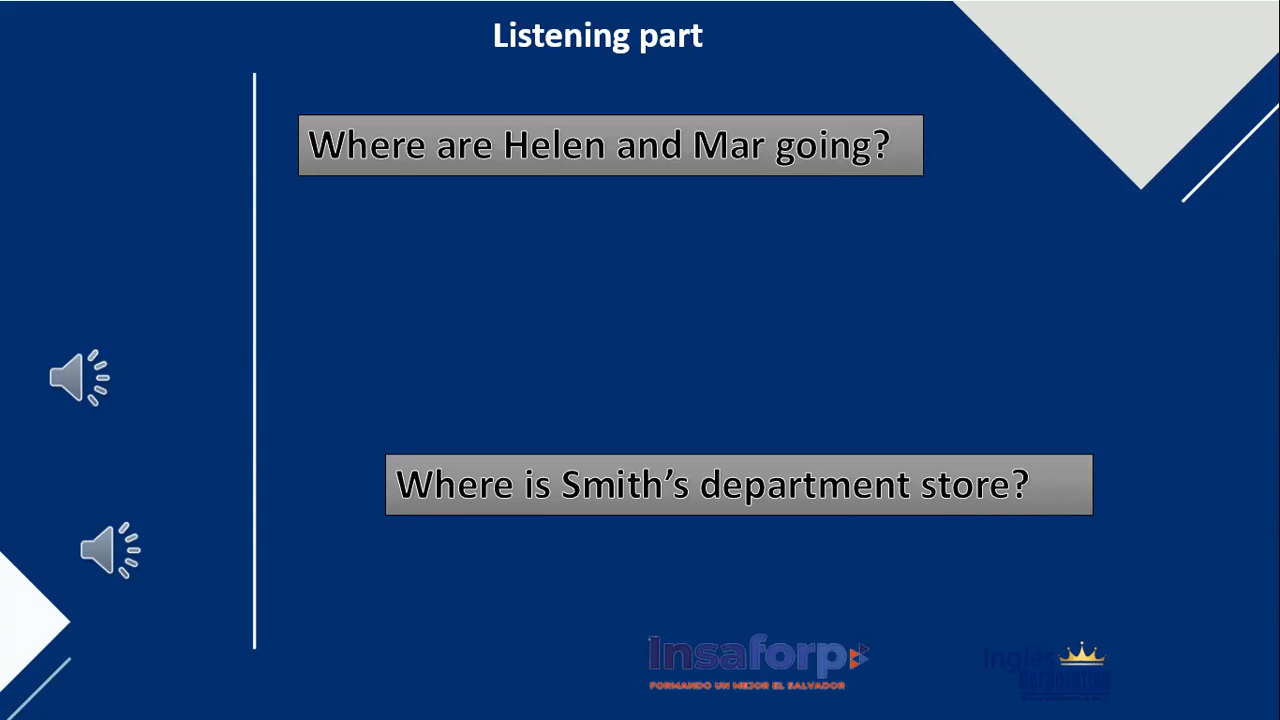 Listening part
Where are Helen and Mar going?
Where is Smith's department store?
Insaforp
FORMANDO UN MEJOR EL SALVADOR